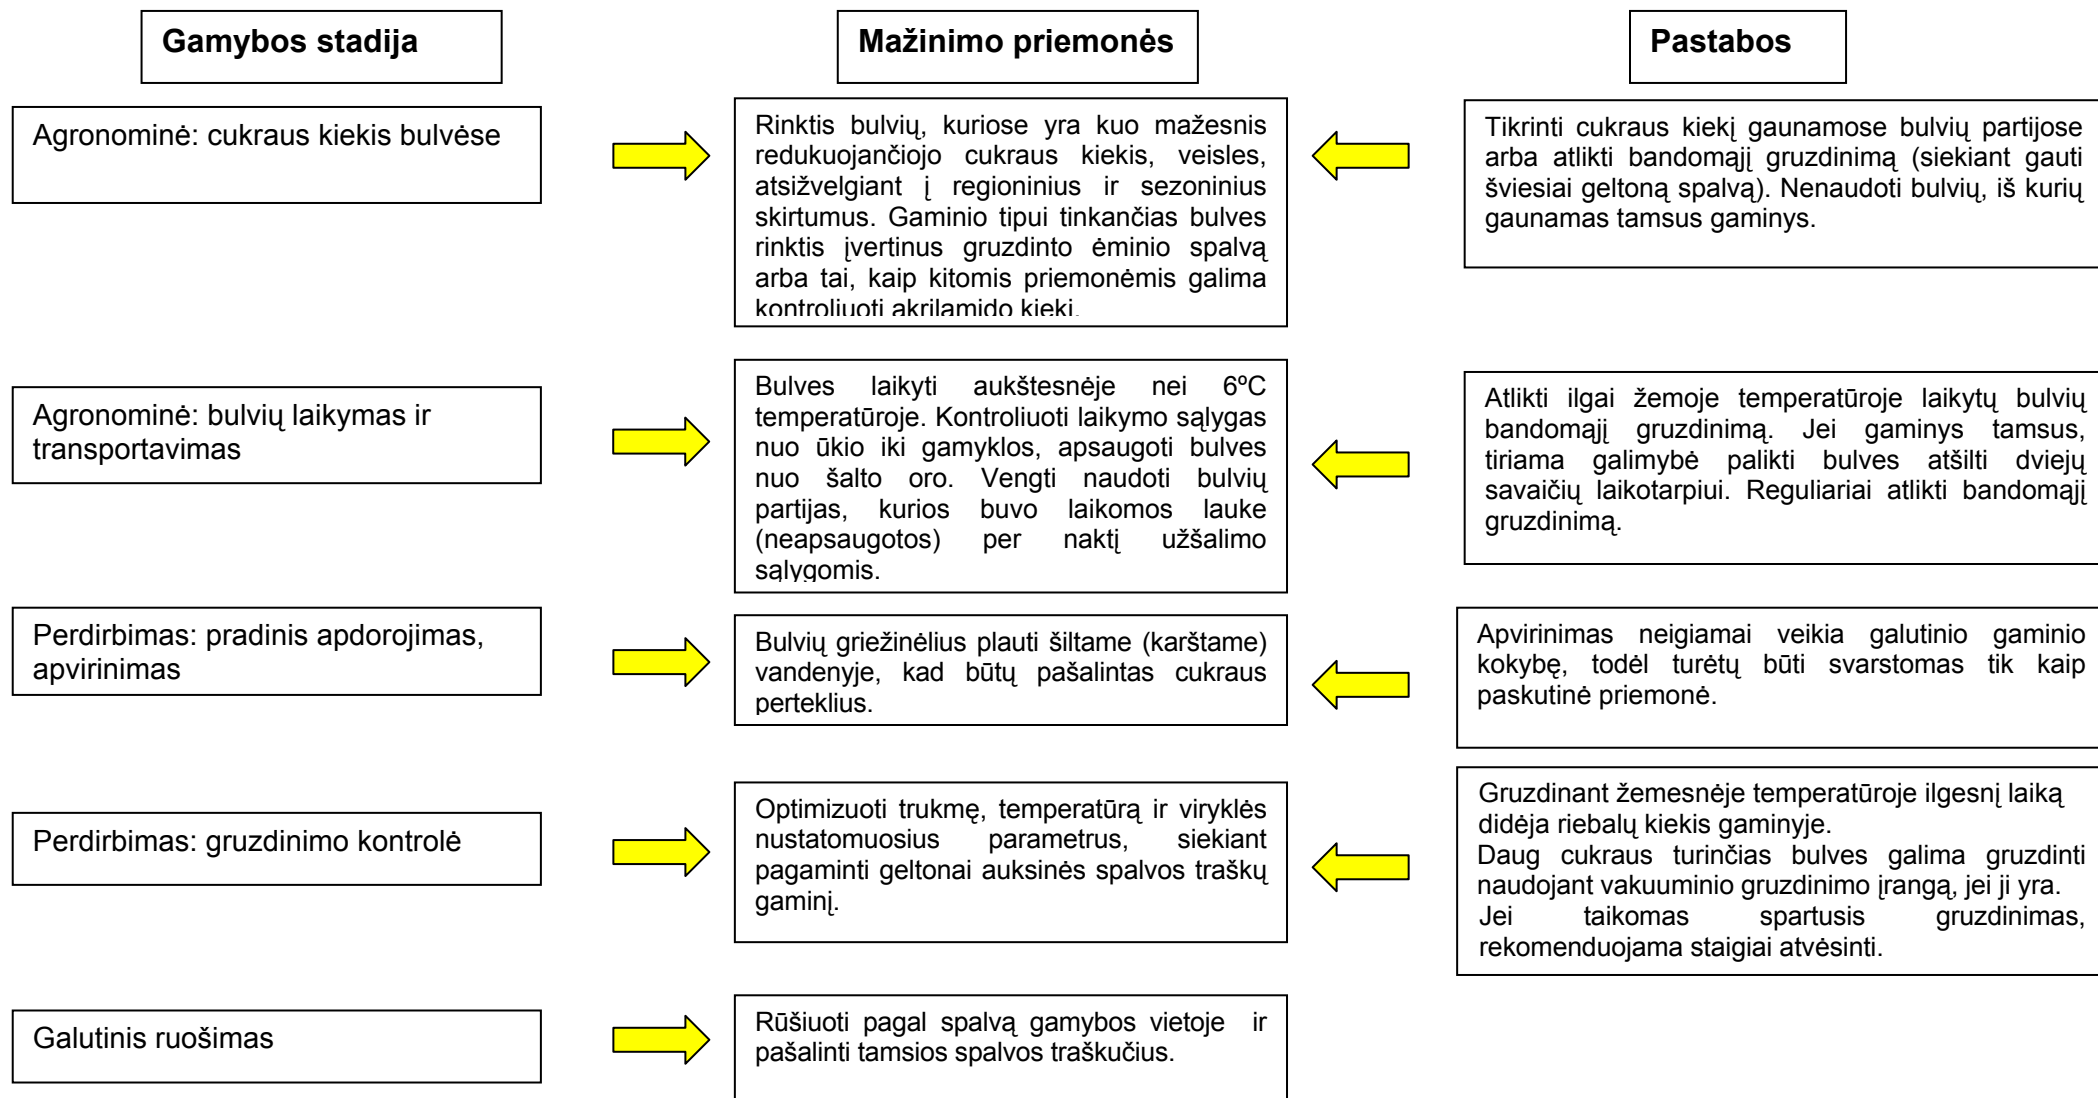 Gamybos stadija
Mažinimo priemonės
Pastabos
Agronominė: cukraus kiekis bulvėse
Rinktis bulvių, kuriose yra kuo mažesnis
redukuojančiojo cukraus kiekis, veisles,
atsižvelgiant į regioninius ir sezoninius
skirtumus. Gaminio tipui tinkančias bulves
rinktis įvertinus gruzdinto ėminio spalvą
arba tai, kaip kitomis priemonėmis galima
kontroliuoti akrilamido kiekį.
Tikrinti cukraus kiekį gaunamose bulvių partijose
arba atlikti bandomąjį gruzdinimą (siekiant gauti
šviesiai geltoną spalvą). Nenaudoti bulvių, iš kurių
gaunamas tamsus gaminys.
Agronominė: bulvių laikymas ir
transportavimas
Bulves laikyti aukštesnėje nei 6ºC
temperatūroje. Kontroliuoti laikymo sąlygas
nuo ūkio iki gamyklos, apsaugoti bulves
nuo šalto oro. Vengti naudoti bulvių
partijas, kurios buvo laikomos lauke
(neapsaugotos) per naktį užšalimo
sąlygomis.
Atlikti ilgai žemoje temperatūroje laikytų bulvių
bandomąjį gruzdinimą. Jei gaminys tamsus,
tiriama galimybė palikti bulves atšilti dviejų
savaičių laikotarpiui. Reguliariai atlikti bandomąjį
gruzdinimą.
Perdirbimas: pradinis apdorojimas,
apvirinimas
Bulvių griežinėlius plauti šiltame (karštame)
vandenyje, kad būtų pašalintas cukraus
perteklius.
Apvirinimas neigiamai veikia galutinio gaminio
kokybę, todėl turėtų būti svarstomas tik kaip
paskutinė priemonė.
Perdirbimas: gruzdinimo kontrolė
Optimizuoti trukmę, temperatūrą ir viryklės
nustatomuosius parametrus, siekiant
pagaminti geltonai auksinės spalvos traškų
gaminį.
Gruzdinant žemesnėje temperatūroje ilgesnį laiką
didėja riebalų kiekis gaminyje.
Daug cukraus turinčias bulves galima gruzdinti
naudojant vakuuminio gruzdinimo įrangą, jei ji yra.
Jei taikomas spartusis gruzdinimas,
rekomenduojama staigiai atvėsinti.
Galutinis ruošimas
Rūšiuoti pagal spalvą gamybos vietoje ir
pašalinti tamsios spalvos traškučius.